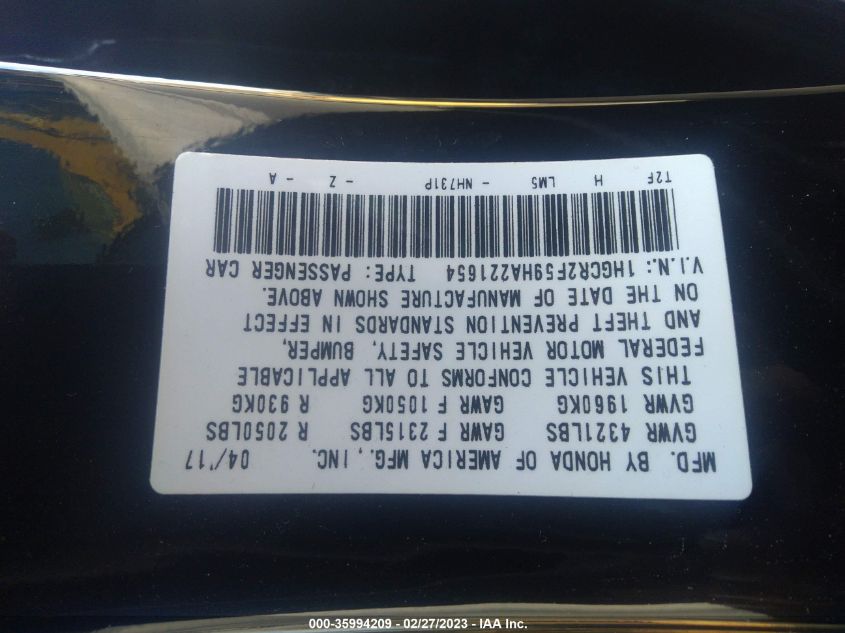 MFD. BY HONDA OF AMERICA MFG., INC. 04/'17
GVWR 4321LBS GAWR F 2315LBS R 2050LBS
GVWR 1960KG GAWR F 1050KG R 930KG
THIS VEHICLE CONFORMS TO ALL APPLICABLE
FEDERAL MOTOR VEHICLE SAFETY, BUMPER,
AND THEFT PREVENTION STANDARDS IN EFFECT
ON THE DATE OF MANUFACTURE SHOWN ABOVE.
V.I.N.: 1HGCR2F59HA221654 TYPE: PASSENGER CAR
T2F H LM5 - NH731P - Z - A
000-35994209 - 02/27/2023 - IAA Inc.